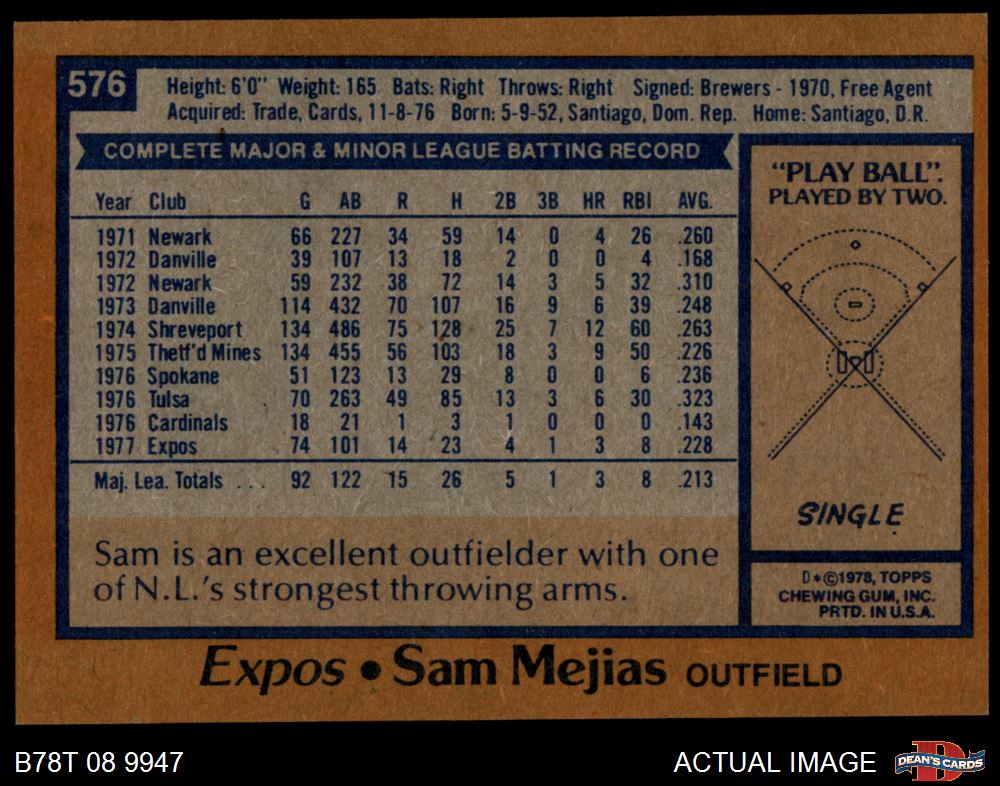 576
Height: 6'0" Weight: 165 Bats: Right Throws: Right Signed: Brewers - 1970, Free Agent
Acquired: Trade, Cards, 11-8-76 Born: 5-9-52, Santiago, Dom. Rep. Home: Santiago, D.R.
COMPLETE MAJOR & MINOR LEAGUE BATTING RECORD
Year Club G AB R H 2B 3B HR RBI AVG.
1971 Newark 66 227 34 59 14 0 4 26 .260
1972 Danville 39 107 13 18 2 0 0 4 .168
1972 Newark 59 232 38 72 14 3 5 32 .310
1973 Danville 114 432 70 107 16 9 6 39 .248
1974 Shreveport 134 486 75 128 25 7 12 60 .263
1975 Thetf'd Mines 134 455 56 103 18 3 9 50 .226
1976 Spokane 51 123 13 29 8 0 0 6 .236
1976 Tulsa 70 263 49 85 13 3 6 30 .323
1976 Cardinals 18 21 1 3 1 0 0 0 .143
1977 Expos 74 101 14 23 4 1 3 8 .228
Maj. Lea. Totals ... 92 122 15 26 5 1 3 8 .213
Sam is an excellent outfielder with one
of N.L.'s strongest throwing arms.
"PLAY BALL".
PLAYED BY TWO.
SINGLE
D*©1978, TOPPS
CHEWING GUM, INC.
PRTD. IN U.S.A.
Expos • Sam Mejias OUTFIELD
B78T 08 9947
ACTUAL IMAGE
DEAN'S CARDS